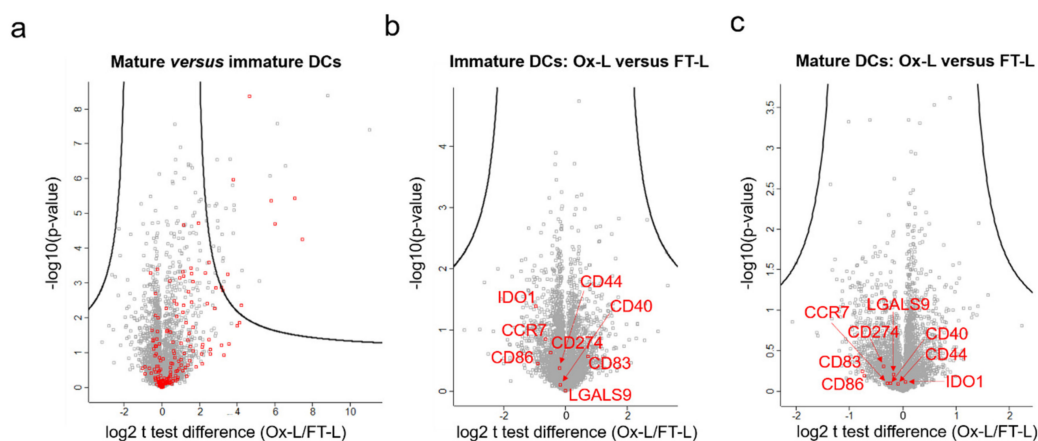 a
Mature versus immature DCs
-log10(p-value)
8
7
6
5
4
3
2
1
0
-2 0 2 4 6 8 10
log2 t test difference (Ox-L/FT-L)
b
Immature DCs: Ox-L versus FT-L
-log10(p-value)
4
3
2
1
0
IDO1
CD44
CCR7
CD40
CD274
CD86
CD83
LGALS9
-2 0 2
log2 t test difference (Ox-L/FT-L)
c
Mature DCs: Ox-L versus FT-L
-log10(p-value)
3.5
3
2.5
2
1.5
1
0.5
0
LGALS9
CCR7
CD274
CD40
CD83
CD44
CD86
IDO1
-2 -1 0 1 2
log2 t test difference (Ox-L/FT-L)